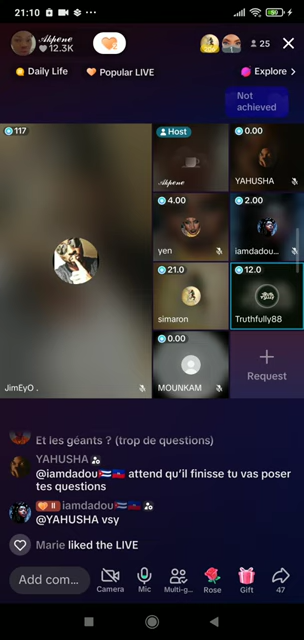 21:10
Akpene
12.3K
25
Daily Life
Popular LIVE
Explore >
Not
achieved
117
Host
0.00
Akpene
YAHUSHA
4.00
2.00
yen
iamdadou...
21.0
12.0
simaron
Truthfully88
0.00
JimEyO .
MOUNKAM
Request
Et les géants ? (trop de questions)
YAHUSHA
@iamdadou🇨🇺🇭🇹 attend qu'il finisse tu vas poser
tes questions
II iamdadou🇨🇺🇭🇹
@YAHUSHA vsy
Marie liked the LIVE
Add com...
Camera
Mic
Multi-g...
Rose
Gift
47